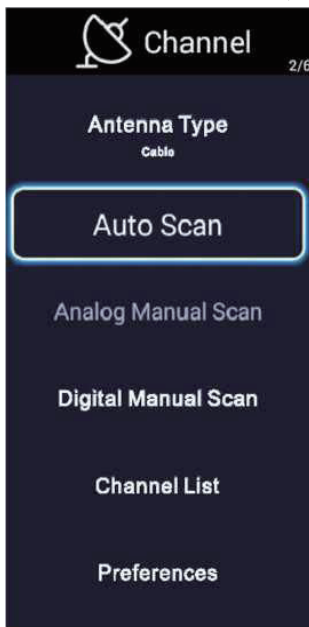 Channel
2/6
Antenna Type
Cable
Auto Scan
Analog Manual Scan
Digital Manual Scan
Channel List
Preferences